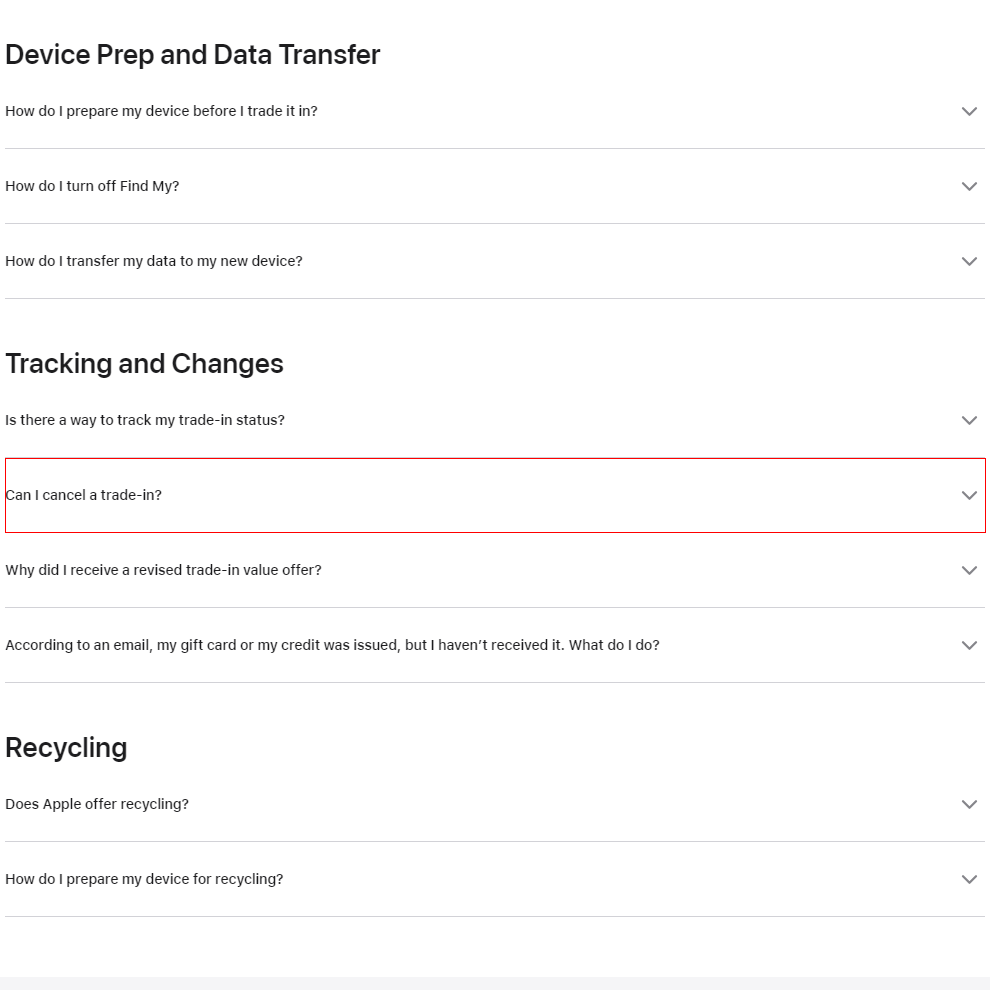 Device Prep and Data Transfer
How do I prepare my device before I trade it in?
How do I turn off Find My?
How do I transfer my data to my new device?
Tracking and Changes
Is there a way to track my trade-in status?
Can I cancel a trade-in?
Why did I receive a revised trade-in value offer?
According to an email, my gift card or my credit was issued, but I haven’t received it. What do I do?
Recycling
Does Apple offer recycling?
How do I prepare my device for recycling?